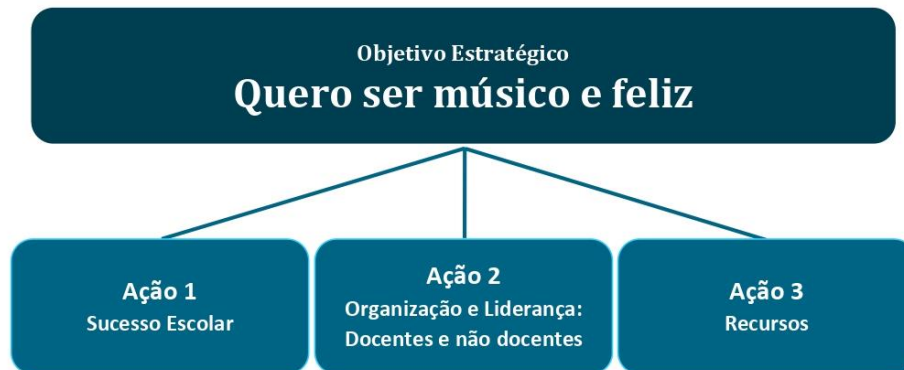 Objetivo Estratégico
Quero ser músico e feliz
Ação 1
Sucesso Escolar
Ação 2
Organização e Liderança:
Docentes e não docentes
Ação 3
Recursos